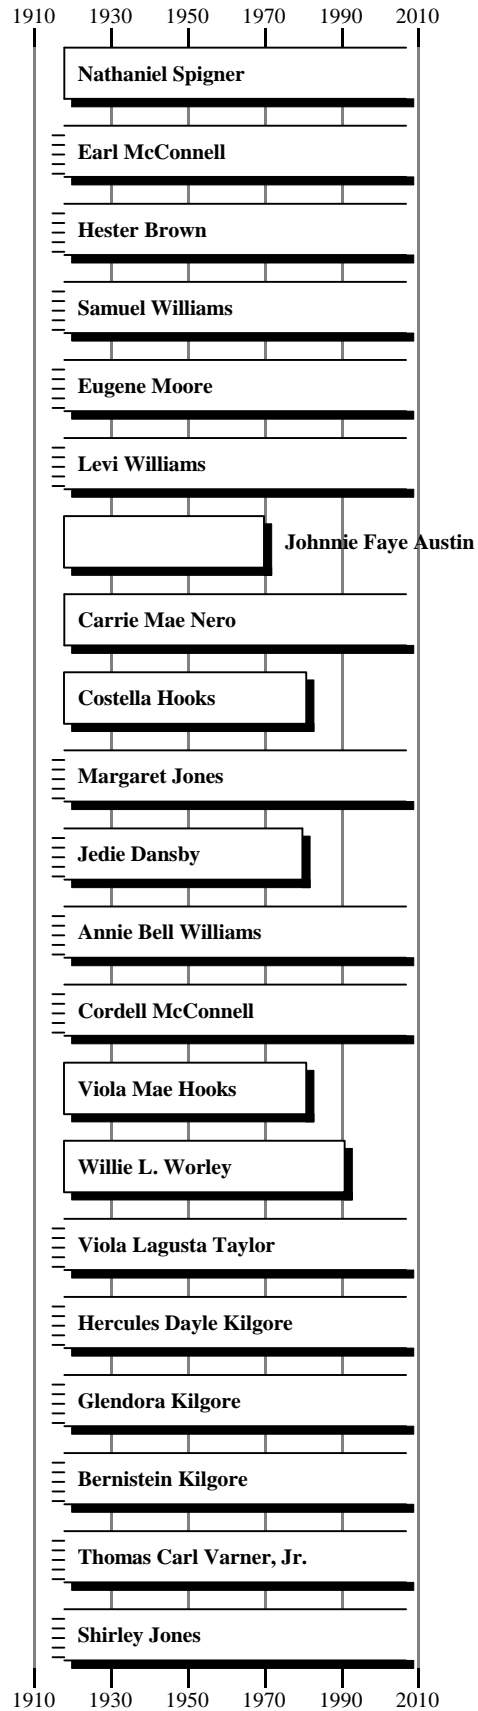 1910 1930 1950 1970 1990 2010
Nathaniel Spigner
Earl McConnell
Hester Brown
Samuel Williams
Eugene Moore
Levi Williams
Johnnie Faye Austin
Carrie Mae Nero
Costella Hooks
Margaret Jones
Jedie Dansby
Annie Bell Williams
Cordell McConnell
Viola Mae Hooks
Willie L. Worley
Viola Lagusta Taylor
Hercules Dayle Kilgore
Glendora Kilgore
Bernistein Kilgore
Thomas Carl Varner, Jr.
Shirley Jones
1910 1930 1950 1970 1990 2010